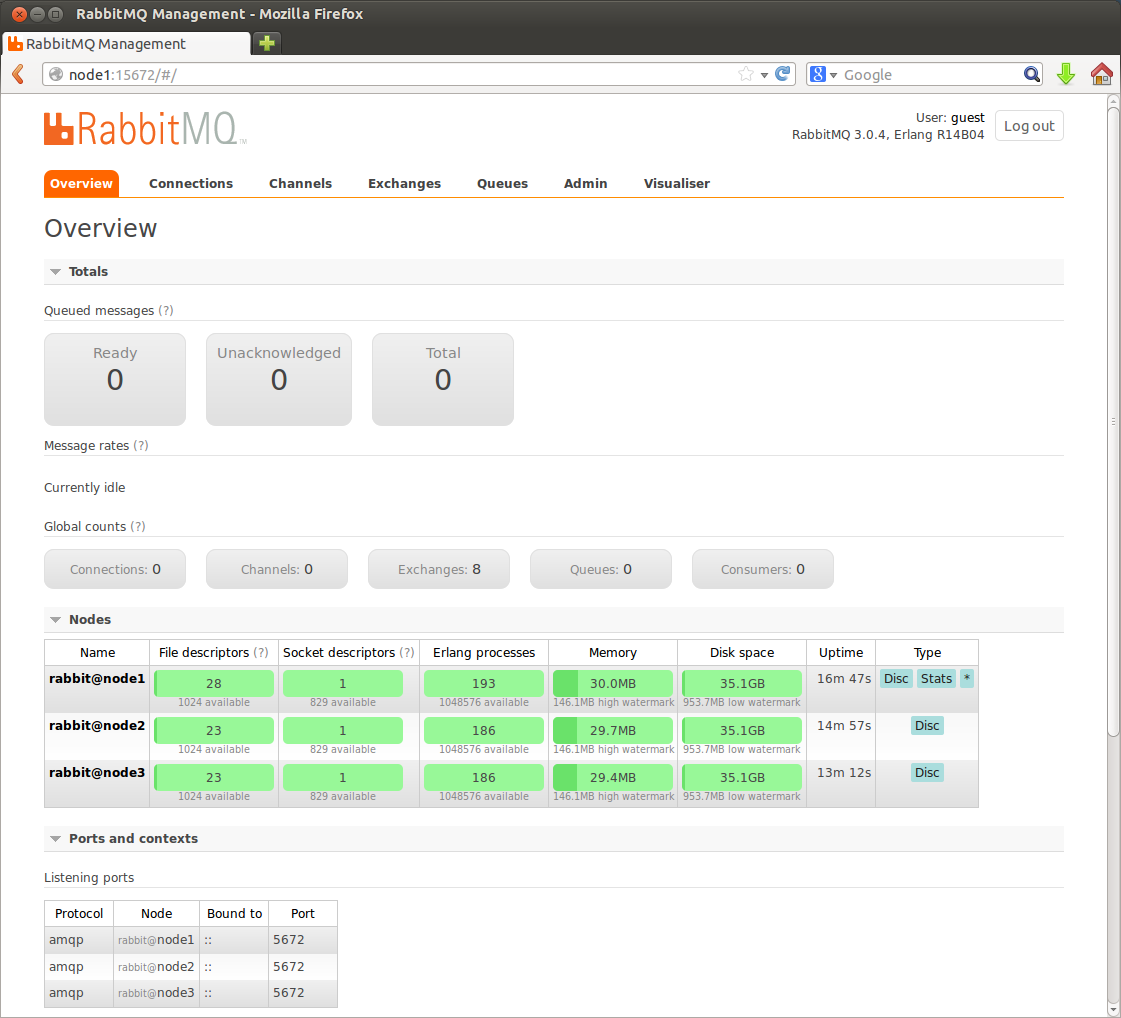 RabbitMQ Management - Mozilla Firefox
RabbitMQ Management
node1:15672/#/
Google
RabbitMQ™
User: guest
RabbitMQ 3.0.4, Erlang R14B04
Log out
Overview Connections Channels Exchanges Queues Admin Visualiser
Overview
Totals
Queued messages (?)
Ready Unacknowledged Total
0 0 0
Message rates (?)
Currently idle
Global counts (?)
Connections: 0 Channels: 0 Exchanges: 8 Queues: 0 Consumers: 0
Nodes
Name File descriptors (?) Socket descriptors (?) Erlang processes Memory Disk space Uptime Type
rabbit@node1 28 1 193 30.0MB 35.1GB 16m 47s Disc Stats *
1024 available 829 available 1048576 available 146.1MB high watermark 953.7MB low watermark
rabbit@node2 23 1 186 29.7MB 35.1GB 14m 57s Disc
1024 available 829 available 1048576 available 146.1MB high watermark 953.7MB low watermark
rabbit@node3 23 1 186 29.4MB 35.1GB 13m 12s Disc
1024 available 829 available 1048576 available 146.1MB high watermark 953.7MB low watermark
Ports and contexts
Listening ports
Protocol Node Bound to Port
amqp rabbit@node1 :: 5672
amqp rabbit@node2 :: 5672
amqp rabbit@node3 :: 5672